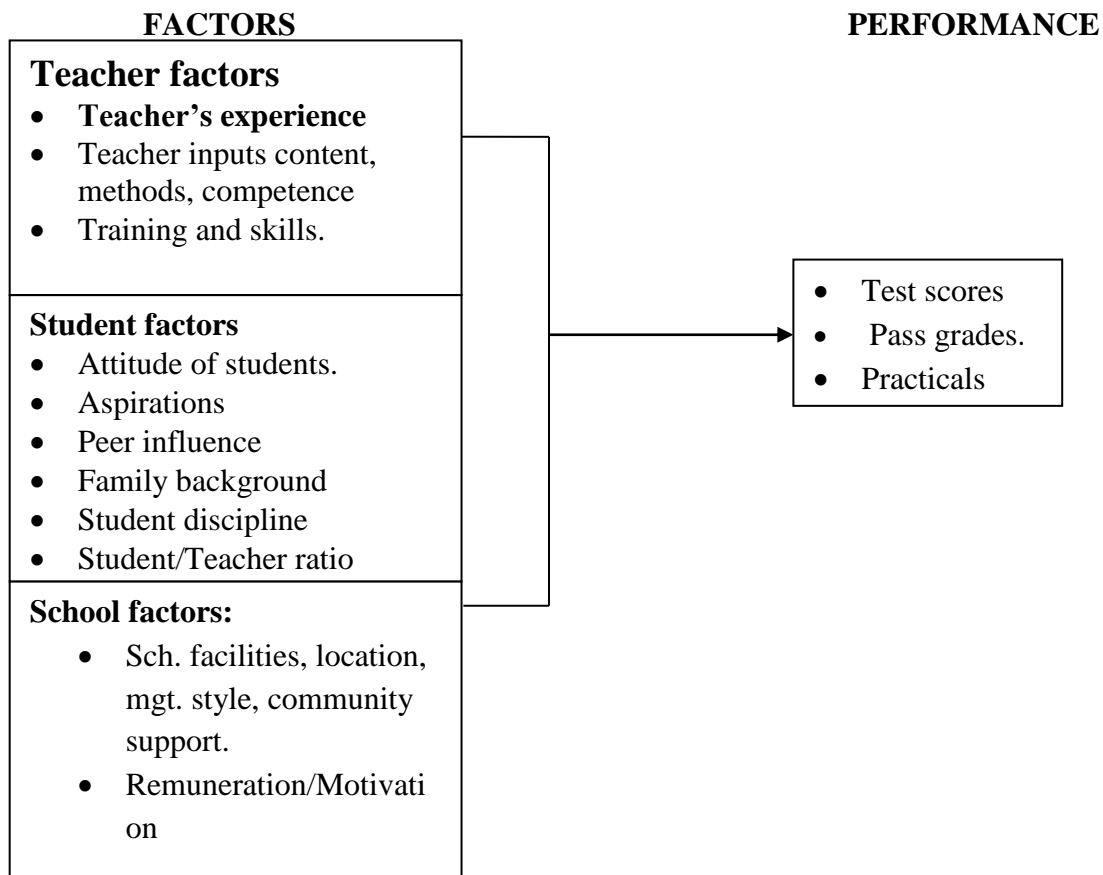 FACTORS
PERFORMANCE
Teacher factors
• Teacher’s experience
• Teacher inputs content,
methods, competence
• Training and skills.
Student factors
• Attitude of students.
• Aspirations
• Peer influence
• Family background
• Student discipline
• Student/Teacher ratio
School factors:
• Sch. facilities, location,
mgt. style, community
support.
• Remuneration/Motivati
on
• Test scores
• Pass grades.
• Practicals